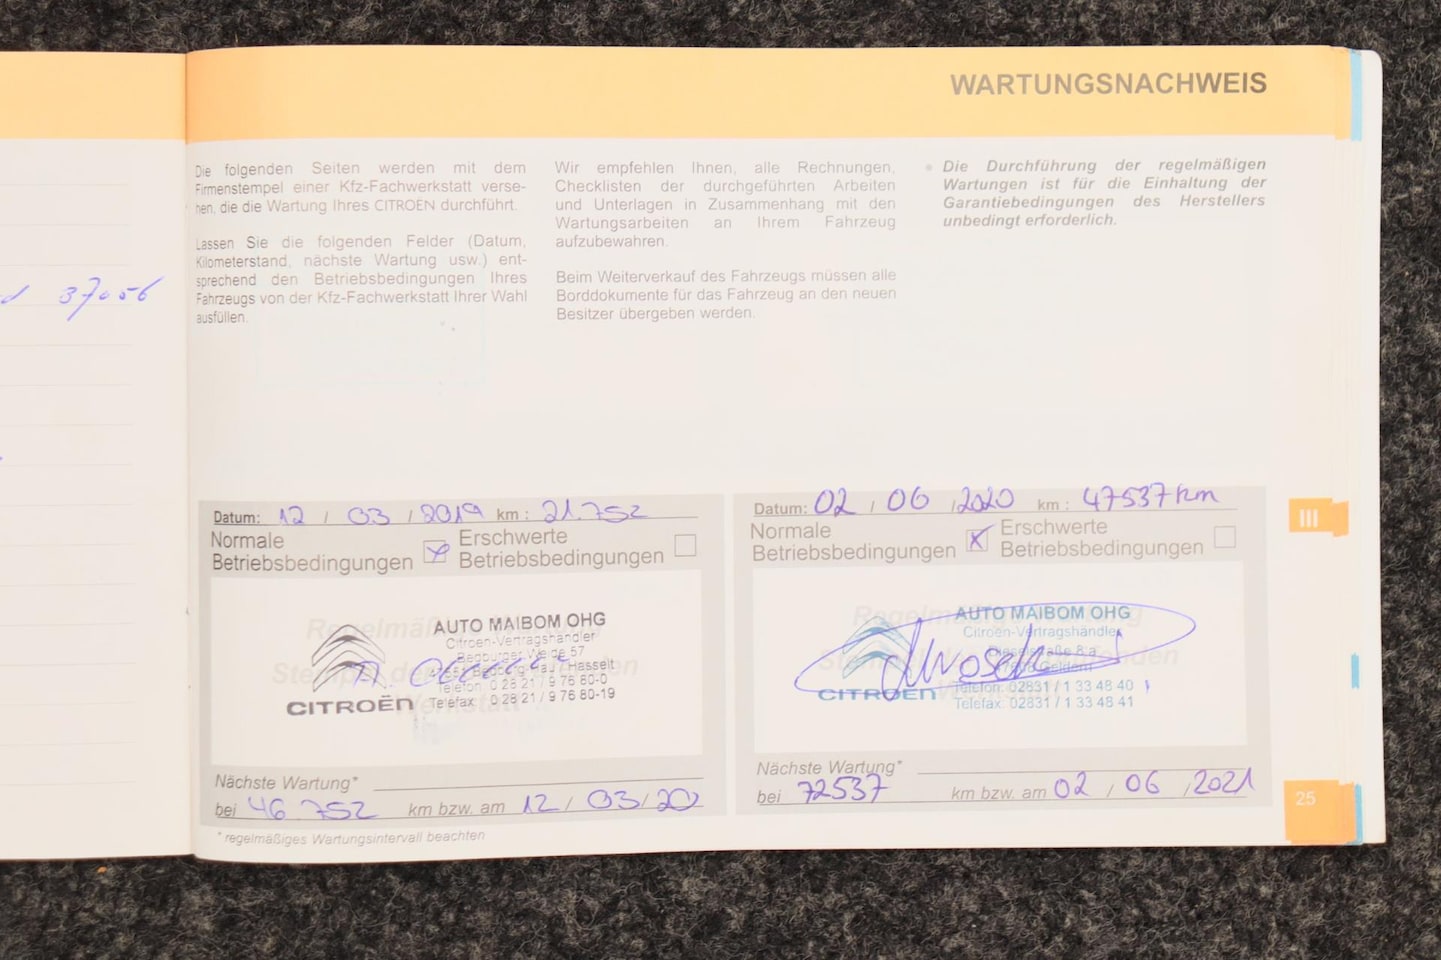 WARTUNGSNACHWEIS
37056
Die folgenden Seiten werden mit dem
Firmenstempel einer Kfz-Fachwerkstatt verse-
hen, die die Wartung Ihres CITROËN durchführt.
Lassen Sie die folgenden Felder (Datum,
Kilometerstand, nächste Wartung usw.) ent-
sprechend den Betriebsbedingungen Ihres
Fahrzeugs von der Kfz-Fachwerkstatt Ihrer Wahl
ausfüllen.
Wir empfehlen Ihnen, alle Rechnungen,
Checklisten der durchgeführten Arbeiten
und Unterlagen in Zusammenhang mit den
Wartungsarbeiten an Ihrem Fahrzeug
aufzubewahren.
Beim Weiterverkauf des Fahrzeugs müssen alle
Borddokumente für das Fahrzeug an den neuen
Besitzer übergeben werden.
• Die Durchführung der regelmäßigen
Wartungen ist für die Einhaltung der
Garantiebedingungen des Herstellers
unbedingt erforderlich.
Datum: 12 / 03 / 2019 km : 21.752
Normale
Betriebsbedingungen
Erschwerte
Betriebsbedingungen
AUTO MAIBOM OHG
Citroën-Vertragshändler
57
Hasselt
Telefon 0 28 21 / 9 76 80-0
Telefax: 0 28 21 / 9 76 80-19
CITROËN
Nächste Wartung*
bei 46.752 km bzw. am 12 / 03 / 20
* regelmäßiges Wartungsintervall beachten
Datum: 02 / 06 / 2020 km : 47537 km
Normale
Betriebsbedingungen
X
Erschwerte
Betriebsbedingungen
AUTO MAIBOM OHG
Citroën-Vertragshändler
Telefon: 02831 / 1 33 48 40
Telefax: 02831 / 1 33 48 41
CITROËN
Nächste Wartung*
bei 72537 km bzw. am 02 / 06 / 2021
III
25